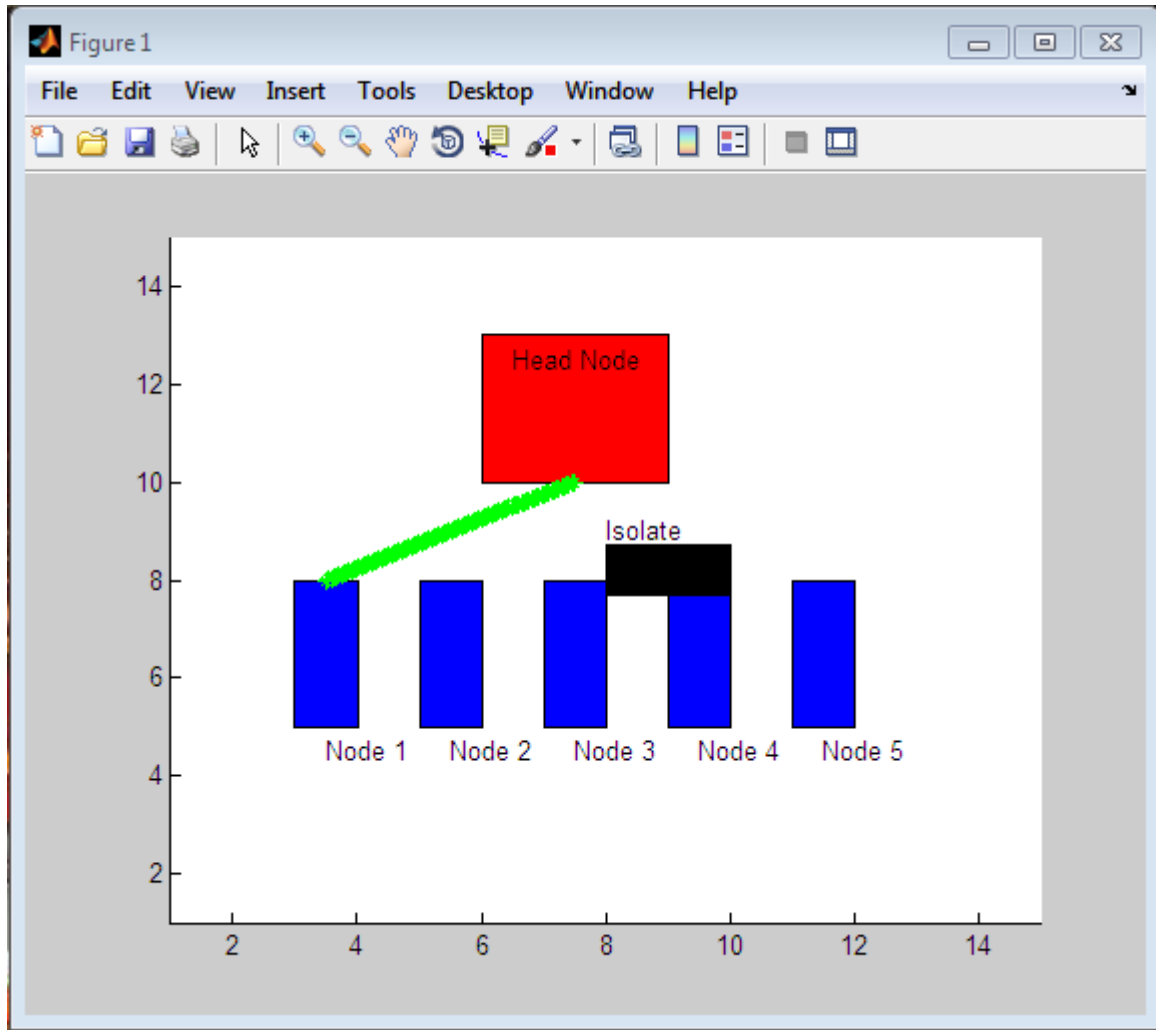 Figure 1
File Edit View Insert Tools Desktop Window Help
14
Head Node
12
10
Isolate
8
6
Node 1 Node 2 Node 3 Node 4 Node 5
4
2
2 4 6 8 10 12 14